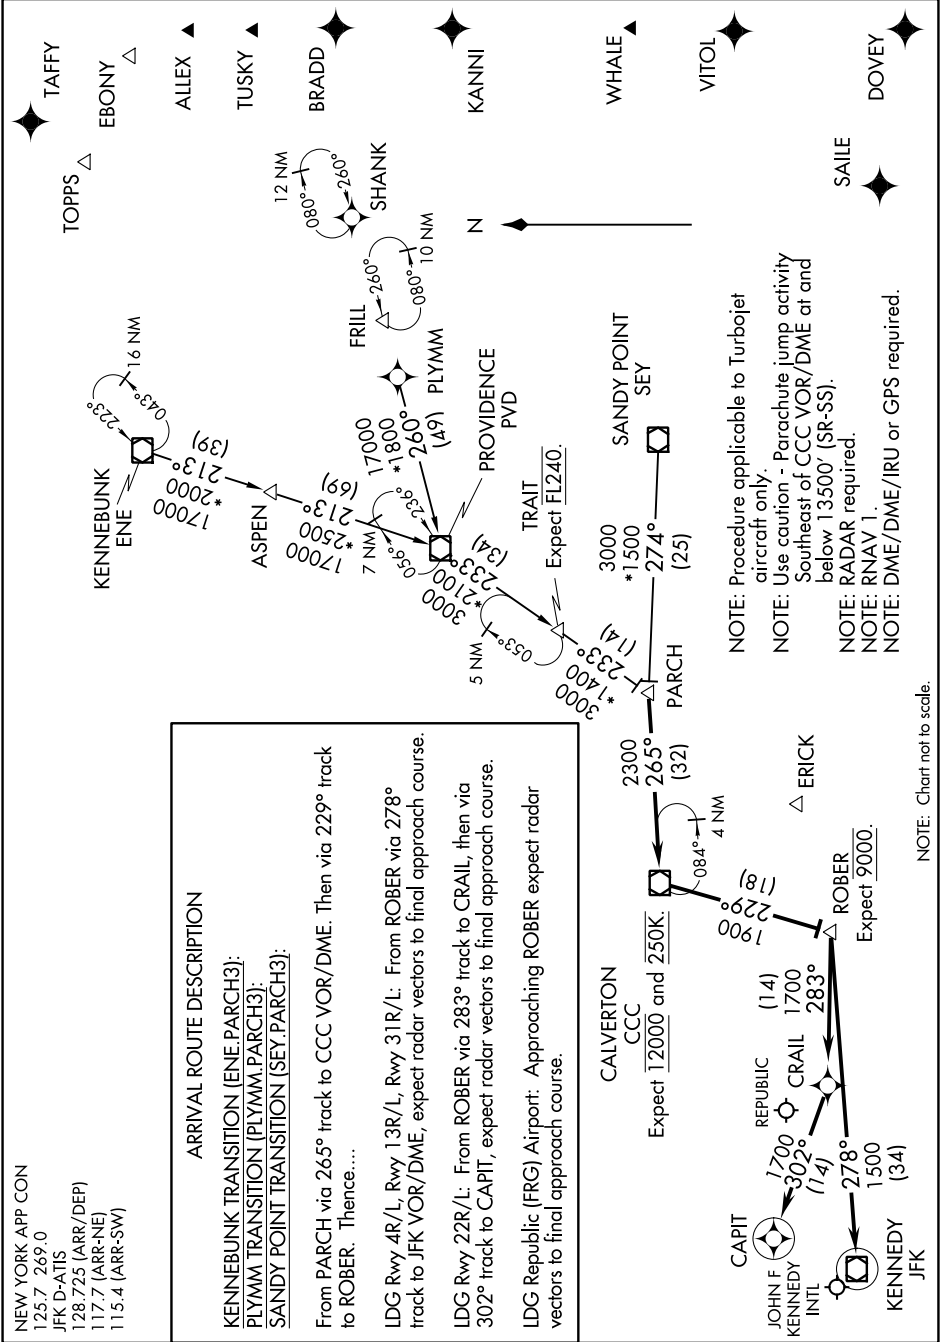 NEW YORK APP CON
125.7 269.0
JFK D-ATIS
128.725 (ARR/DEP)
117.7 (ARR-NE)
115.4 (ARR-SW)
ARRIVAL ROUTE DESCRIPTION
KENNEBUNK TRANSITION (ENE.PARCH3):
PLYMM TRANSITION (PLYMM.PARCH3):
SANDY POINT TRANSITION (SEY.PARCH3):
From PARCH via 265° track to CCC VOR/DME. Then via 229° track
to ROBER. Thence....
LDG Rwy 4R/L, Rwy 13R/L, Rwy 31R/L: From ROBER via 278°
track to JFK VOR/DME, expect radar vectors to final approach course.
LDG Rwy 22R/L: From ROBER via 283° track to CRAIL, then via
302° track to CAPIT, expect radar vectors to final approach course.
LDG Republic (FRG) Airport: Approaching ROBER expect radar
vectors to final approach course.
TAFFY
EBONY
ALLEX
TUSKY
BRADD
KANNI
WHALE
VITOL
DOVEY
TOPPS
SAILE
12 NM
080°
260°
SHANK
FRILL
260°
080°
10 NM
N
KENNEBUNK
ENE
223°
043°
16 NM
17000
*2000
213°
(39)
ASPEN
17000
*2500
213°
(69)
PLYMM
17000
*1800
260°
(49)
PROVIDENCE
PVD
7 NM
056°
236°
3000
*2100
233°
(34)
TRAIT
Expect FL240.
5 NM
053°
3000
*1400
233°
(14)
SANDY POINT
SEY
3000
*1500
274°
(25)
PARCH
2300
265°
(32)
CALVERTON
CCC
Expect 12000 and 250K.
084°
4 NM
ERICK
1900
229°
(18)
ROBER
Expect 9000.
(14)
1700
283°
CRAIL
REPUBLIC
1700
302°
(14)
CAPIT
278°
1500
(34)
JOHN F
KENNEDY
INTL
KENNEDY
JFK
NOTE: Procedure applicable to Turbojet
aircraft only.
NOTE: Use caution - Parachute jump activity
Southeast of CCC VOR/DME at and
below 13500' (SR-SS).
NOTE: RADAR required.
NOTE: RNAV 1.
NOTE: DME/DME/IRU or GPS required.
NOTE: Chart not to scale.